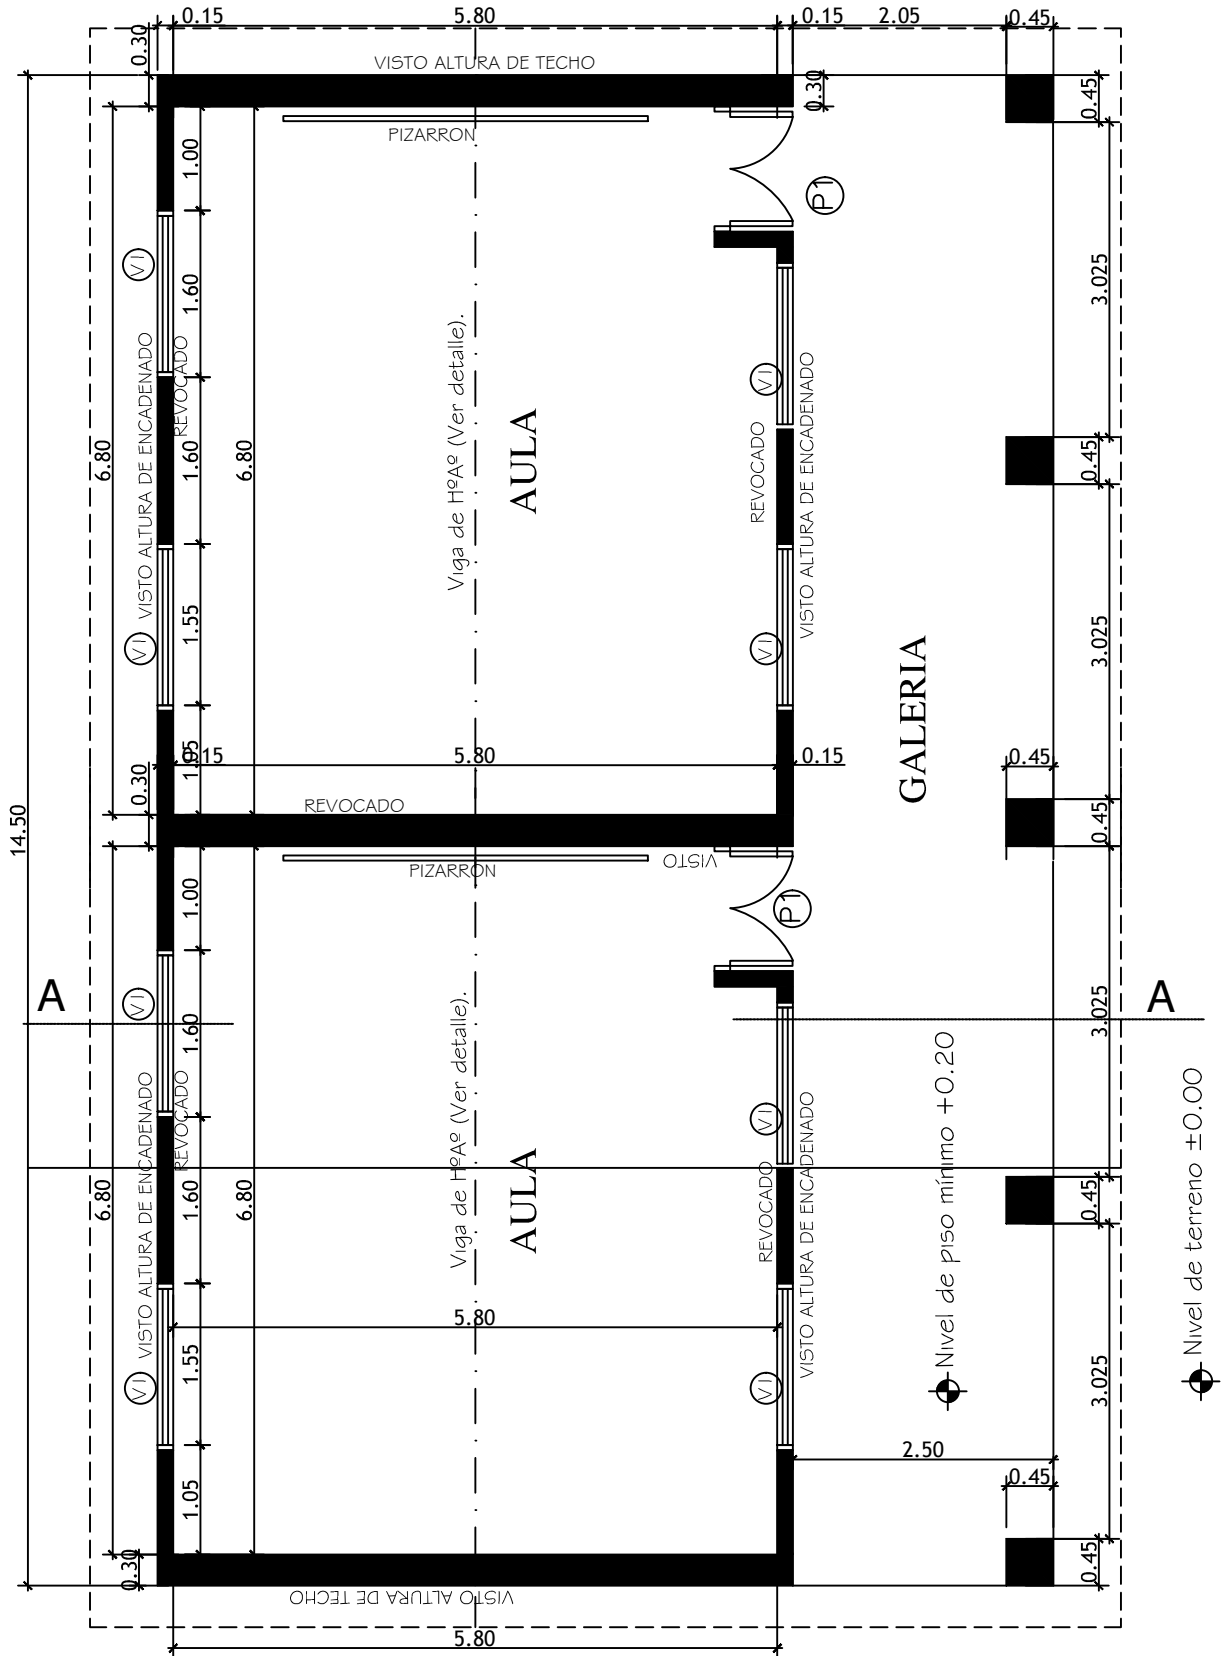 0.15
5.80
0.15
2.05
0.45
0.30
VISTO ALTURA DE TECHO
0.30
0.45
PIZARRON
1.00
P1
V1
1.60
3.025
VISTO ALTURA DE ENCADENADO
REVOCADO
Viga de HºAº (Ver detalle).
V1
VISTO ALTURA DE ENCADENADO
6.80
1.60
6.80
AULA
REVOCADO
0.45
V1
1.55
V1
3.025
GALERIA
1.05
0.15
5.80
0.15
0.45
0.30
REVOCADO
14.50
0.45
PIZARRON
VISTO
1.00
P1
A
V1
1.60
A
3.025
VISTO ALTURA DE ENCADENADO
REVOCADO
Viga de HºAº (Ver detalle).
V1
VISTO ALTURA DE ENCADENADO
Nivel de piso mínimo +0.20
Nivel de terreno ±0.00
6.80
1.60
6.80
AULA
REVOCADO
0.45
5.80
V1
1.55
V1
3.025
2.50
0.45
1.05
0.30
0.45
VISTO ALTURA DE TECHO
5.80